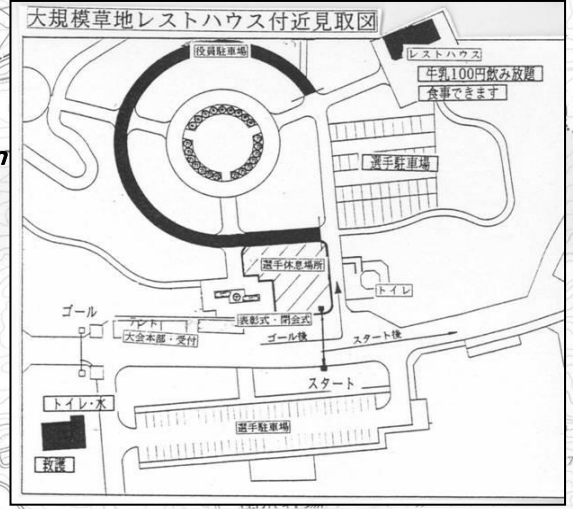 大規模草地レストハウス付近見取図
役員駐車場
レストハウス
牛乳100円飲み放題
食事できます
7
選手駐車場
選手休息場所
トイレ
ゴール
テント
表彰式・閉会式
大会本部・受付
ゴール後
スタート後
スタート
トイレ・水
選手駐車場
救護